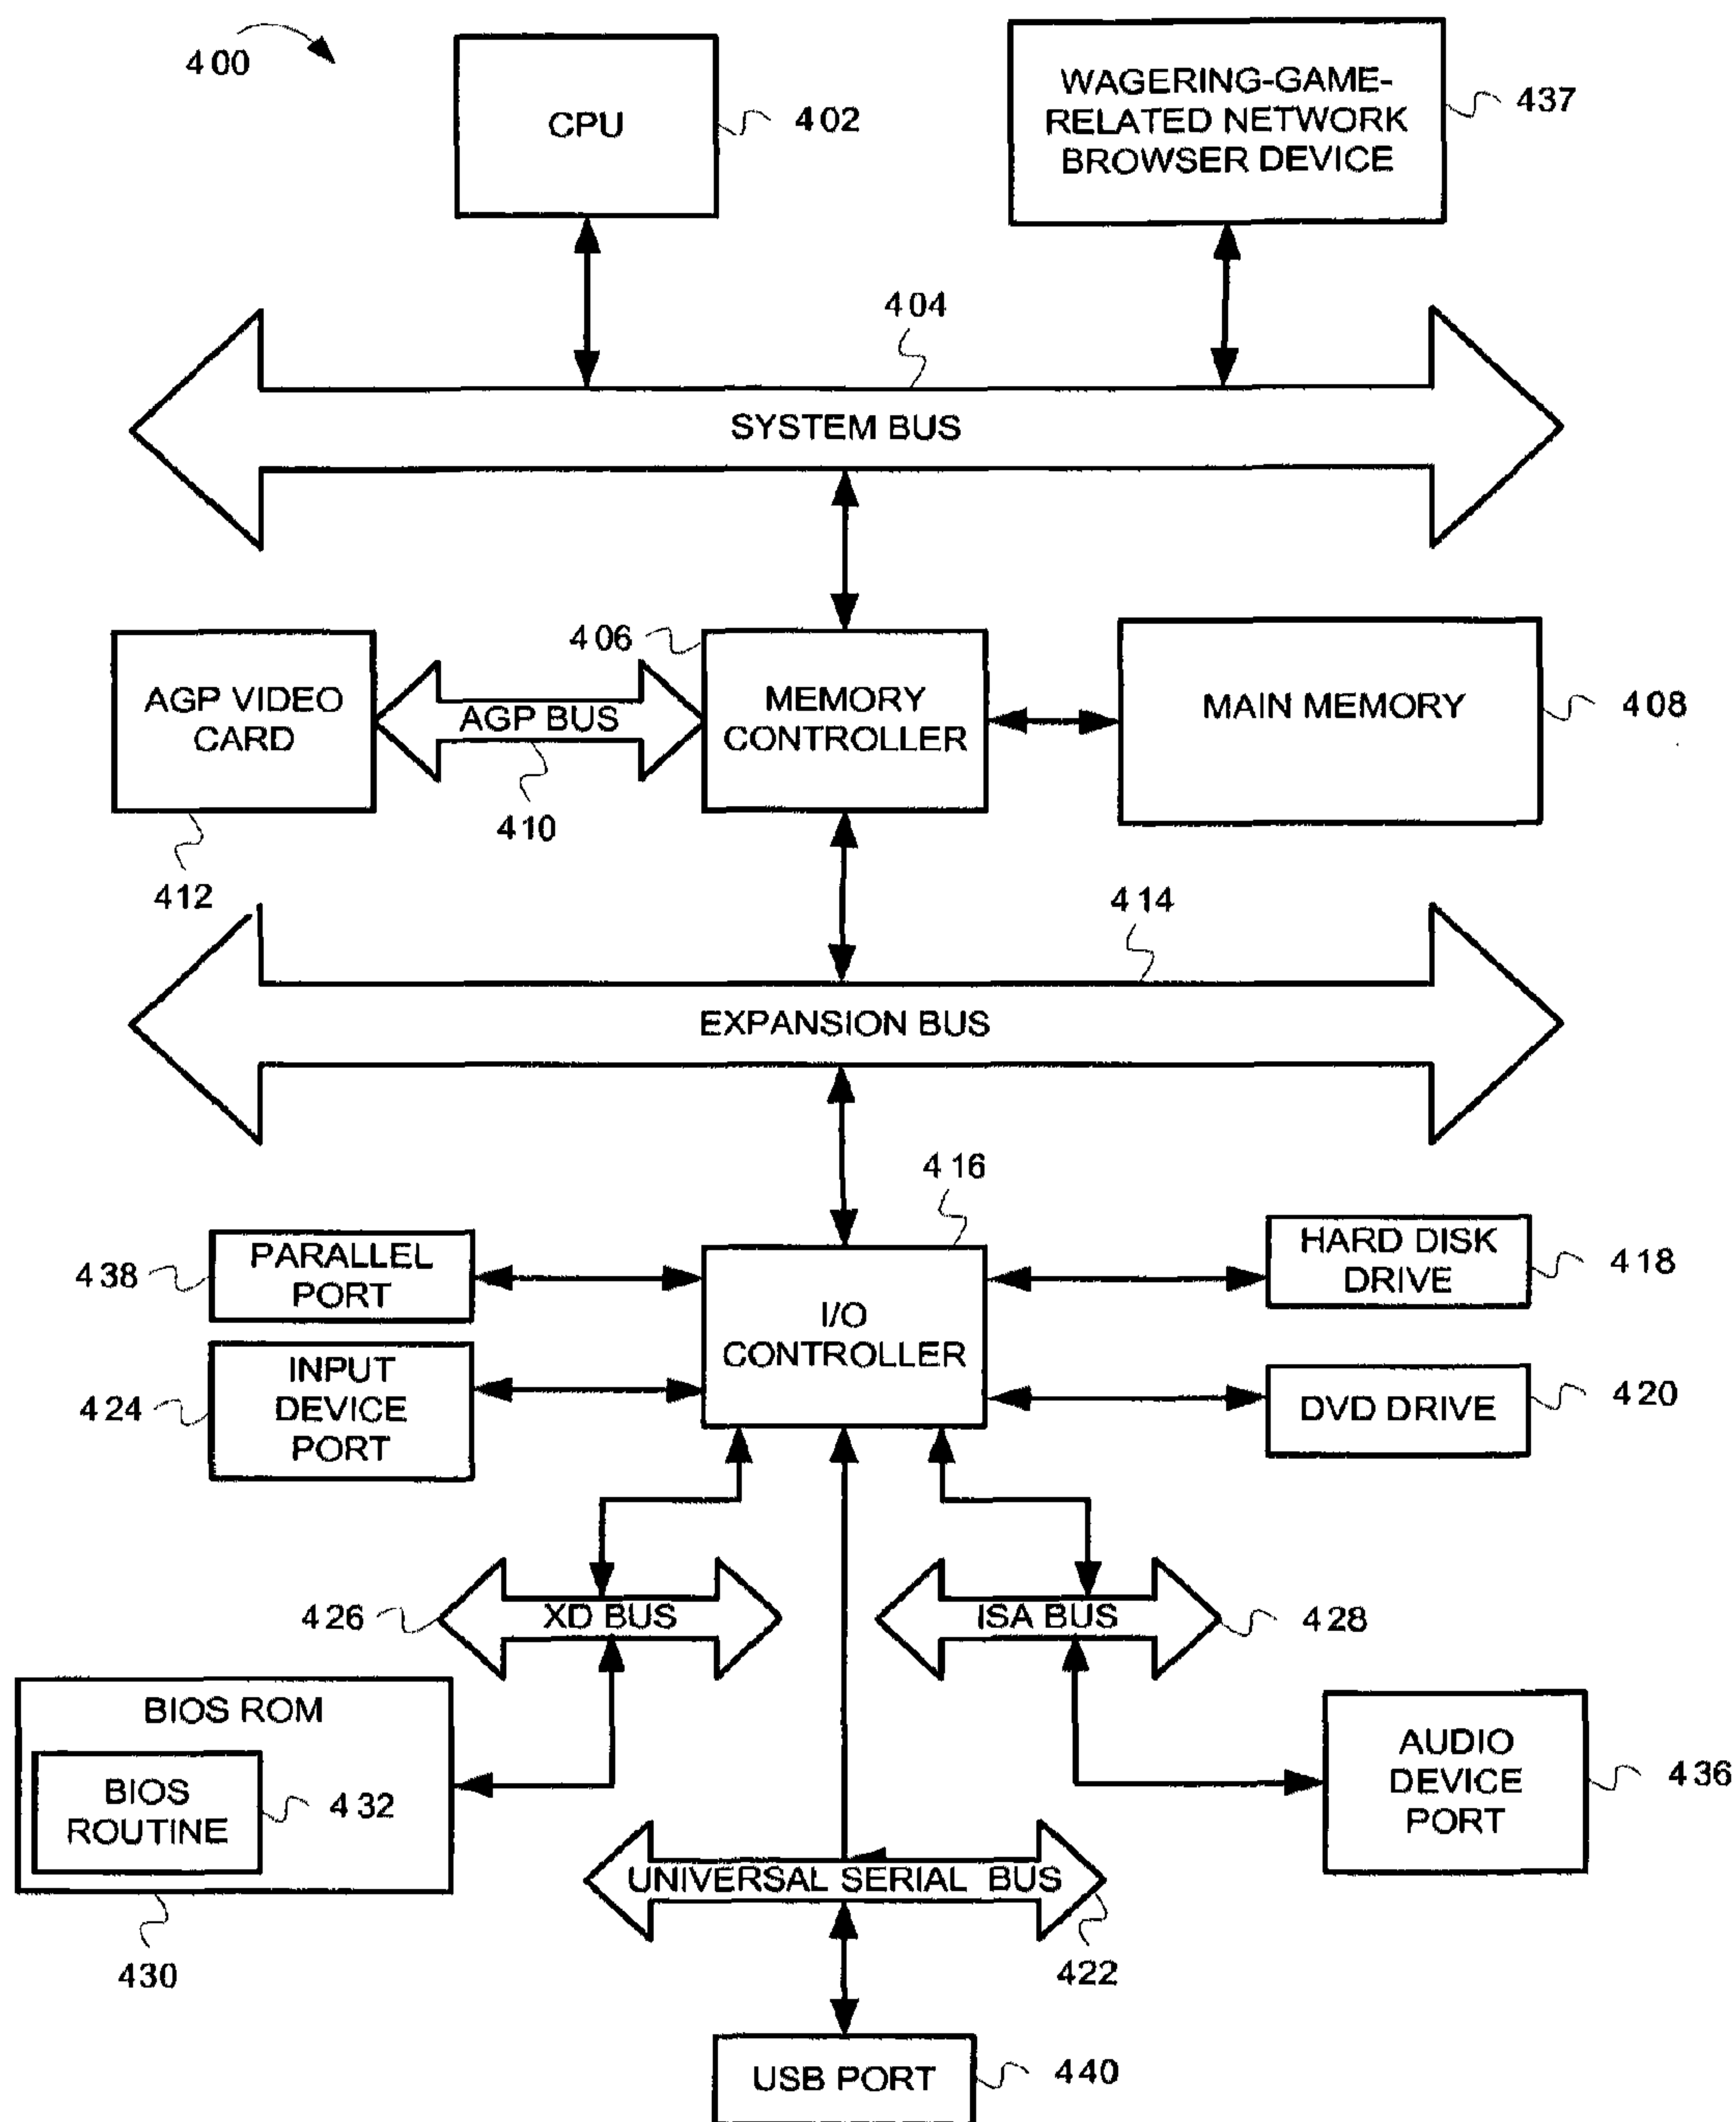 400
CPU
402
WAGERING-GAME-
RELATED NETWORK
BROWSER DEVICE
437
404
SYSTEM BUS
406
AGP VIDEO
CARD
AGP BUS
MEMORY
CONTROLLER
MAIN MEMORY
408
410
412
414
EXPANSION BUS
416
438
PARALLEL
PORT
HARD DISK
DRIVE
418
I/O
CONTROLLER
424
INPUT
DEVICE
PORT
DVD DRIVE
420
426
XD BUS
ISA BUS
428
BIOS ROM
BIOS
ROUTINE
432
AUDIO
DEVICE
PORT
436
UNIVERSAL SERIAL BUS
430
422
USB PORT
440